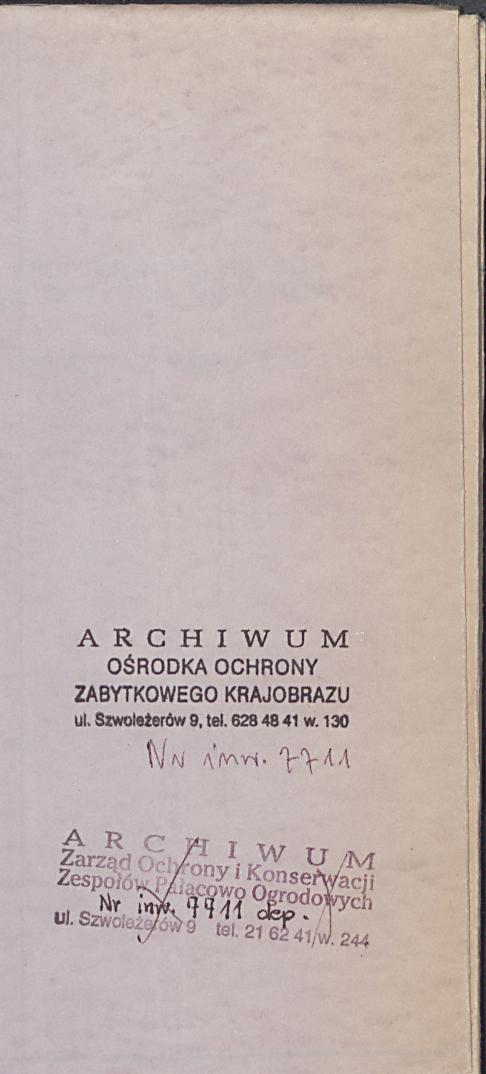 ARCHIWUM
OŚRODKA OCHRONY
ZABYTKOWEGO KRAJOBRAZU
ul. Szwoleżerów 9, tel. 628 48 41 w. 130
Nr inw. 7711
ARCHIWUM
Zarząd Ochrony i Konserwacji
Zespołów Pałacowo Ogrodowych
Nr inw. 7711 dep.
ul. Szwoleżerów 9 tel. 21 62 41 w. 244